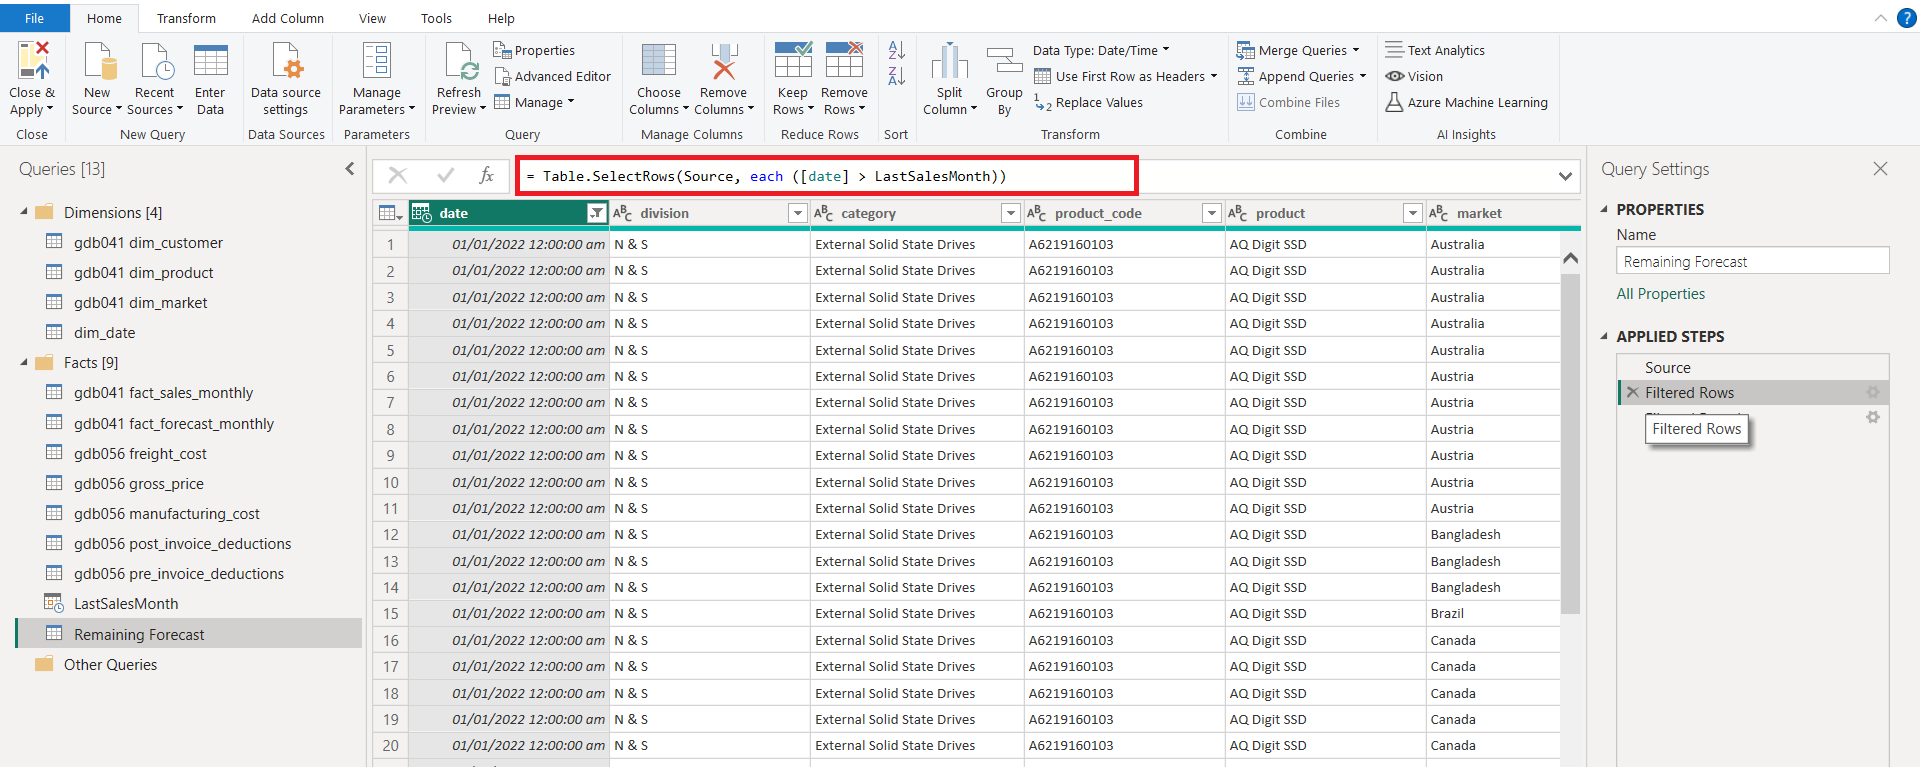 File Home Transform Add Column View Tools Help
Close & Apply
Close
New Source
Recent Sources
Enter Data
New Query
Data source settings
Data Sources
Manage Parameters
Parameters
Refresh Preview
Properties
Advanced Editor
Manage
Query
Choose Columns
Remove Columns
Manage Columns
Keep Rows
Remove Rows
Reduce Rows
Sort
Split Column
Group By
Data Type: Date/Time
Use First Row as Headers
Replace Values
Transform
Merge Queries
Append Queries
Combine Files
Combine
Text Analytics
Vision
Azure Machine Learning
AI Insights
Queries [13]
Dimensions [4]
gdb041 dim_customer
gdb041 dim_product
gdb041 dim_market
dim_date
Facts [9]
gdb041 fact_sales_monthly
gdb041 fact_forecast_monthly
gdb056 freight_cost
gdb056 gross_price
gdb056 manufacturing_cost
gdb056 post_invoice_deductions
gdb056 pre_invoice_deductions
LastSalesMonth
Remaining Forecast
Other Queries
fx = Table.SelectRows(Source, each ([date] > LastSalesMonth))
date ABC division ABC category ABC product_code ABC product ABC market
1 01/01/2022 12:00:00 am N & S External Solid State Drives A6219160103 AQ Digit SSD Australia
2 01/01/2022 12:00:00 am N & S External Solid State Drives A6219160103 AQ Digit SSD Australia
3 01/01/2022 12:00:00 am N & S External Solid State Drives A6219160103 AQ Digit SSD Australia
4 01/01/2022 12:00:00 am N & S External Solid State Drives A6219160103 AQ Digit SSD Australia
5 01/01/2022 12:00:00 am N & S External Solid State Drives A6219160103 AQ Digit SSD Australia
6 01/01/2022 12:00:00 am N & S External Solid State Drives A6219160103 AQ Digit SSD Austria
7 01/01/2022 12:00:00 am N & S External Solid State Drives A6219160103 AQ Digit SSD Austria
8 01/01/2022 12:00:00 am N & S External Solid State Drives A6219160103 AQ Digit SSD Austria
9 01/01/2022 12:00:00 am N & S External Solid State Drives A6219160103 AQ Digit SSD Austria
10 01/01/2022 12:00:00 am N & S External Solid State Drives A6219160103 AQ Digit SSD Austria
11 01/01/2022 12:00:00 am N & S External Solid State Drives A6219160103 AQ Digit SSD Austria
12 01/01/2022 12:00:00 am N & S External Solid State Drives A6219160103 AQ Digit SSD Bangladesh
13 01/01/2022 12:00:00 am N & S External Solid State Drives A6219160103 AQ Digit SSD Bangladesh
14 01/01/2022 12:00:00 am N & S External Solid State Drives A6219160103 AQ Digit SSD Bangladesh
15 01/01/2022 12:00:00 am N & S External Solid State Drives A6219160103 AQ Digit SSD Brazil
16 01/01/2022 12:00:00 am N & S External Solid State Drives A6219160103 AQ Digit SSD Canada
17 01/01/2022 12:00:00 am N & S External Solid State Drives A6219160103 AQ Digit SSD Canada
18 01/01/2022 12:00:00 am N & S External Solid State Drives A6219160103 AQ Digit SSD Canada
19 01/01/2022 12:00:00 am N & S External Solid State Drives A6219160103 AQ Digit SSD Canada
20 01/01/2022 12:00:00 am N & S External Solid State Drives A6219160103 AQ Digit SSD Canada
Query Settings
PROPERTIES
Name
Remaining Forecast
All Properties
APPLIED STEPS
Source
Filtered Rows
Filtered Rows